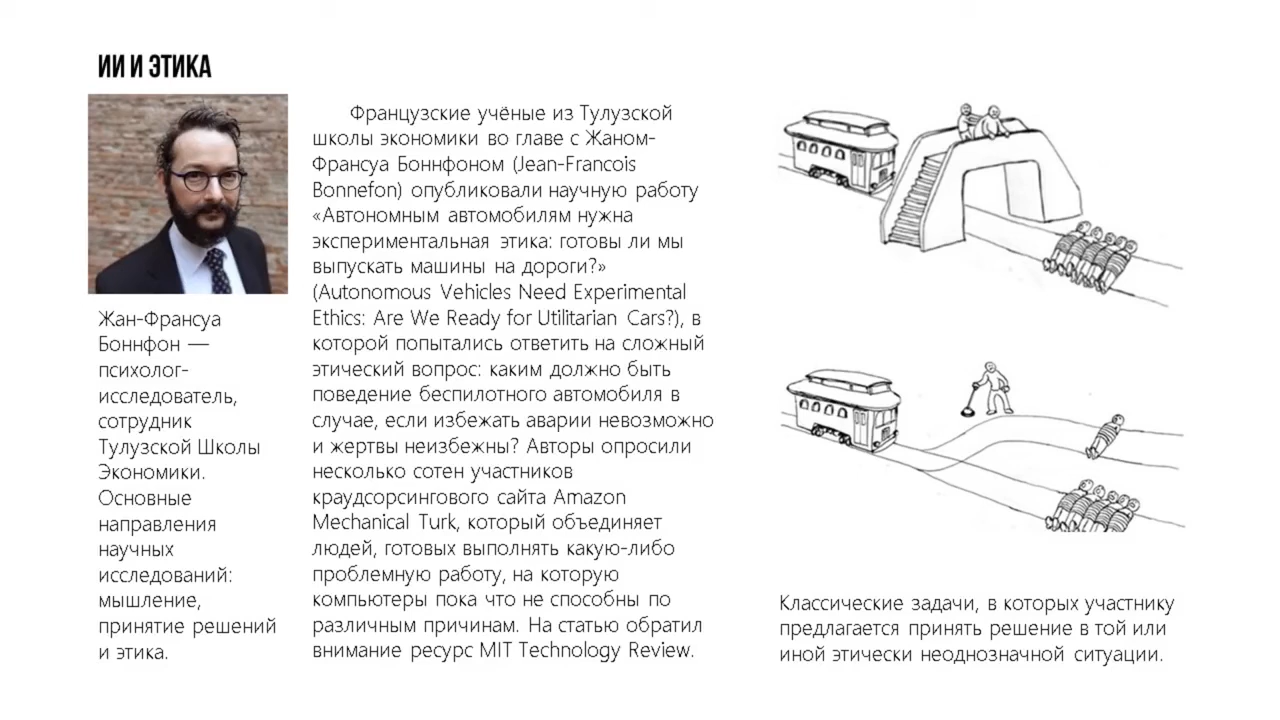 ИИ И ЭТИКА
Жан-Франсуа
Боннфон —
психолог-
исследователь,
сотрудник
Тулузской Школы
Экономики.
Основные
направления
научных
исследований:
мышление,
принятие решений
и этика.
Французские учёные из Тулузской
школы экономики во главе с Жаном-
Франсуа Боннфоном (Jean-Francois
Bonnefon) опубликовали научную работу
«Автономным автомобилям нужна
экспериментальная этика: готовы ли мы
выпускать машины на дороги?»
(Autonomous Vehicles Need Experimental
Ethics: Are We Ready for Utilitarian Cars?), в
которой попытались ответить на сложный
этический вопрос: каким должно быть
поведение беспилотного автомобиля в
случае, если избежать аварии невозможно
и жертвы неизбежны? Авторы опросили
несколько сотен участников
краудсорсингового сайта Amazon
Mechanical Turk, который объединяет
людей, готовых выполнять какую-либо
проблемную работу, на которую
компьютеры пока что не способны по
различным причинам. На статью обратил
внимание ресурс MIT Technology Review.
Классические задачи, в которых участнику
предлагается принять решение в той или
иной этически неоднозначной ситуации.